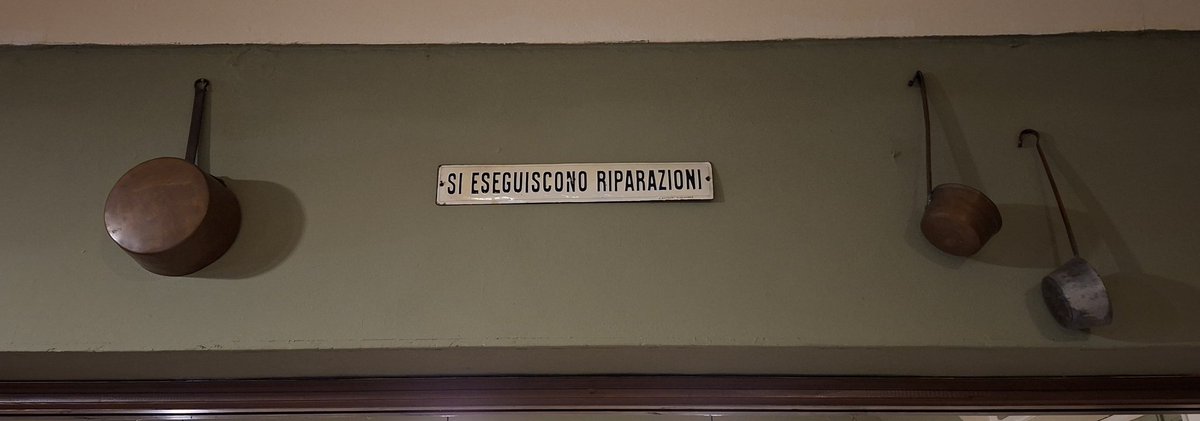 SI ESEGUISCONO RIPARAZIONI